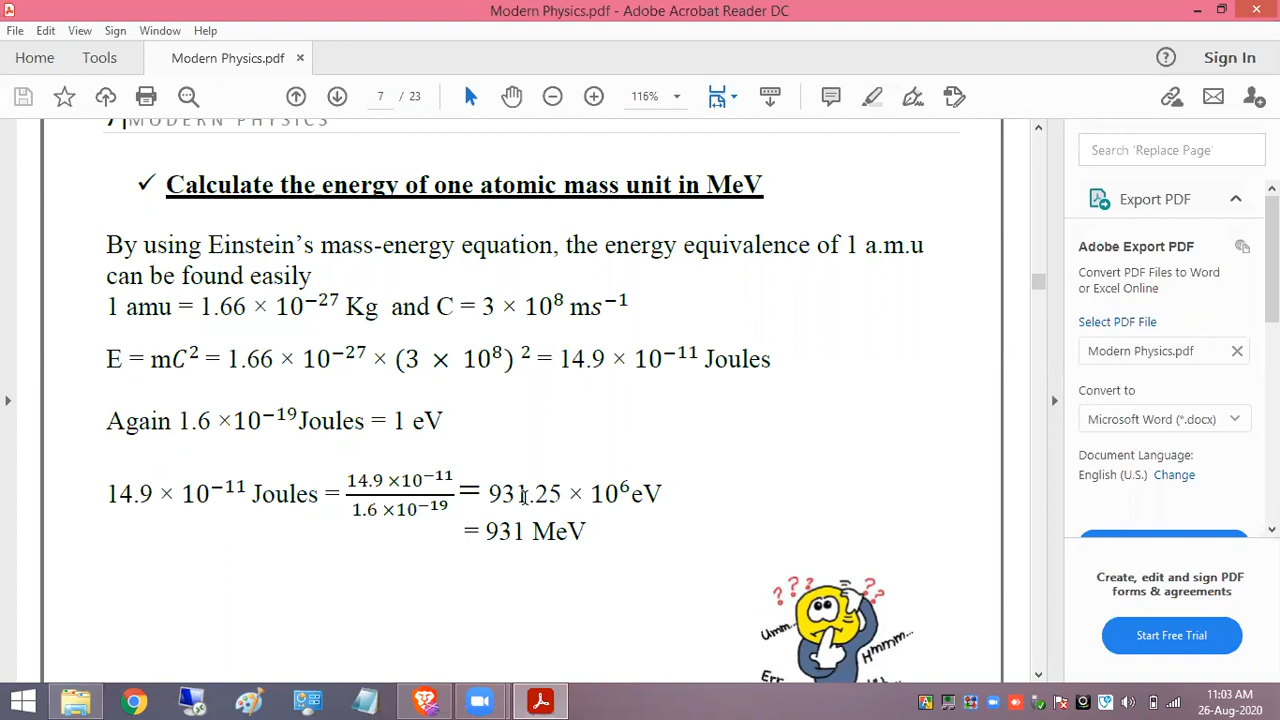 Modern Physics.pdf - Adobe Acrobat Reader DC
File Edit View Sign Window Help
Home Tools Modern Physics.pdf × Sign In
7 / 23 116%
7 | MODERN PHYSICS
✓ Calculate the energy of one atomic mass unit in MeV
By using Einstein’s mass-energy equation, the energy equivalence of 1 a.m.u
can be found easily
1 amu = 1.66 × 10⁻²⁷ Kg and C = 3 × 10⁸ ms⁻¹
E = mC² = 1.66 × 10⁻²⁷ × (3 × 10⁸) ² = 14.9 × 10⁻¹¹ Joules
Again 1.6 ×10⁻¹⁹Joules = 1 eV
14.9 × 10⁻¹¹ Joules = 14.9 ×10⁻¹¹ / 1.6 ×10⁻¹⁹ = 931.25 × 10⁶eV
= 931 MeV
? ? ? ? ? ?
Umm...
Hmmm...
Err
Search 'Replace Page'
Export PDF
Adobe Export PDF
Convert PDF Files to Word
or Excel Online
Select PDF File
Modern Physics.pdf ×
Convert to
Microsoft Word (*.docx)
Document Language:
English (U.S.) Change
Create, edit and sign PDF
forms & agreements
Start Free Trial
11:03 AM
26-Aug-2020